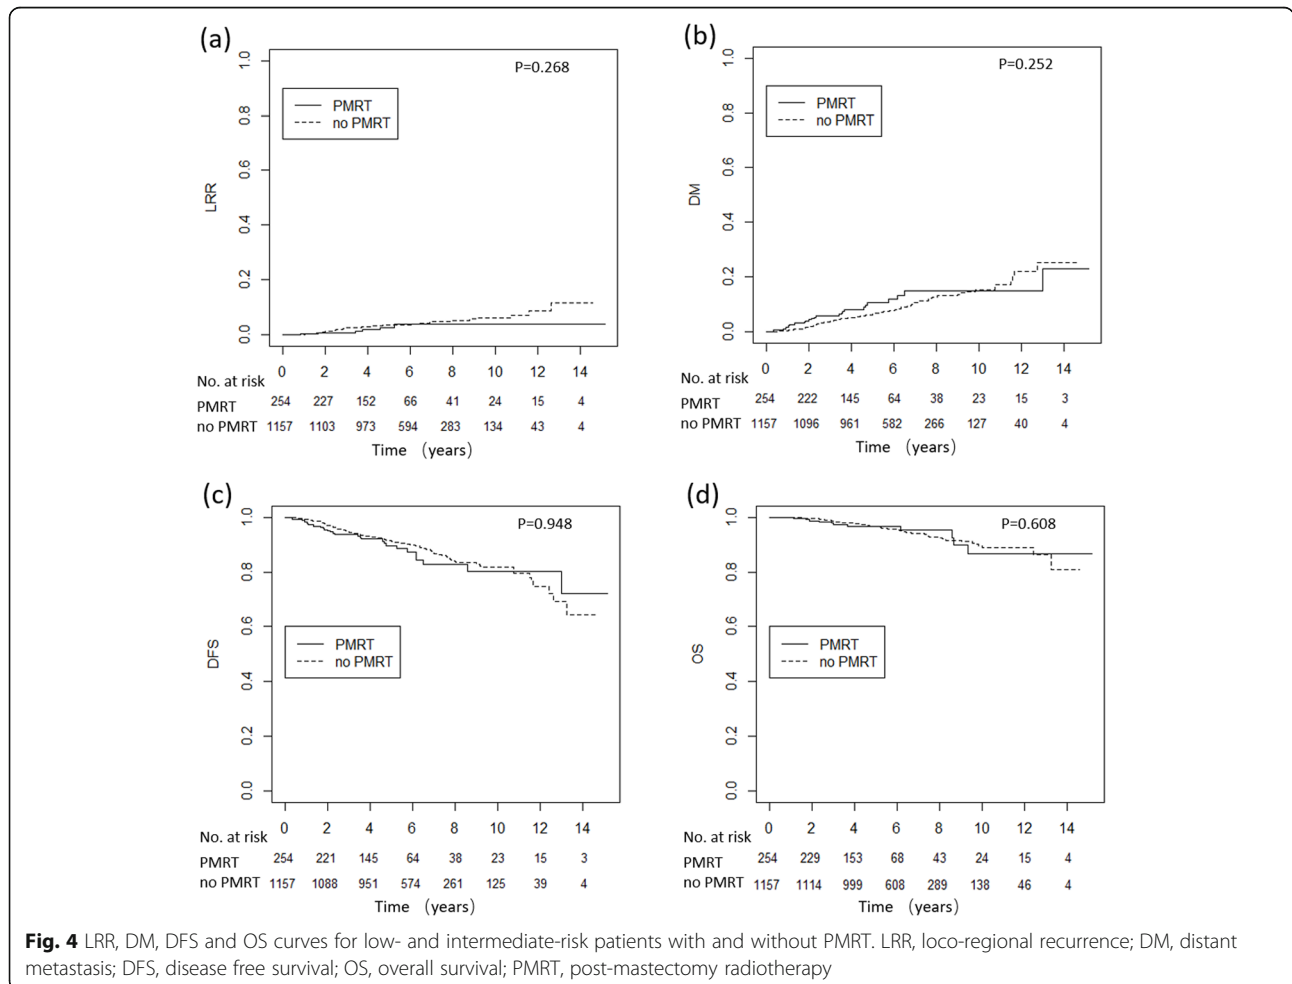 (a)
P=0.268
PMRT
no PMRT
LRR
0.0 0.2 0.4 0.6 0.8 1.0
0 2 4 6 8 10 12 14
No. at risk
PMRT 254 227 152 66 41 24 15 4
no PMRT 1157 1103 973 594 283 134 43 4
Time (years)
(b)
P=0.252
PMRT
no PMRT
DM
0.0 0.2 0.4 0.6 0.8 1.0
0 2 4 6 8 10 12 14
No. at risk
PMRT 254 222 145 64 38 23 15 3
no PMRT 1157 1096 961 582 266 127 40 4
Time (years)
(c)
P=0.948
PMRT
no PMRT
DFS
0.0 0.2 0.4 0.6 0.8 1.0
0 2 4 6 8 10 12 14
No. at risk
PMRT 254 221 145 64 38 23 15 3
no PMRT 1157 1088 951 574 261 125 39 4
Time (years)
(d)
P=0.608
PMRT
no PMRT
OS
0.0 0.2 0.4 0.6 0.8 1.0
0 2 4 6 8 10 12 14
No. at risk
PMRT 254 229 153 68 43 24 15 4
no PMRT 1157 1114 999 608 289 138 46 4
Time (years)
Fig. 4 LRR, DM, DFS and OS curves for low- and intermediate-risk patients with and without PMRT. LRR, loco-regional recurrence; DM, distant
metastasis; DFS, disease free survival; OS, overall survival; PMRT, post-mastectomy radiotherapy